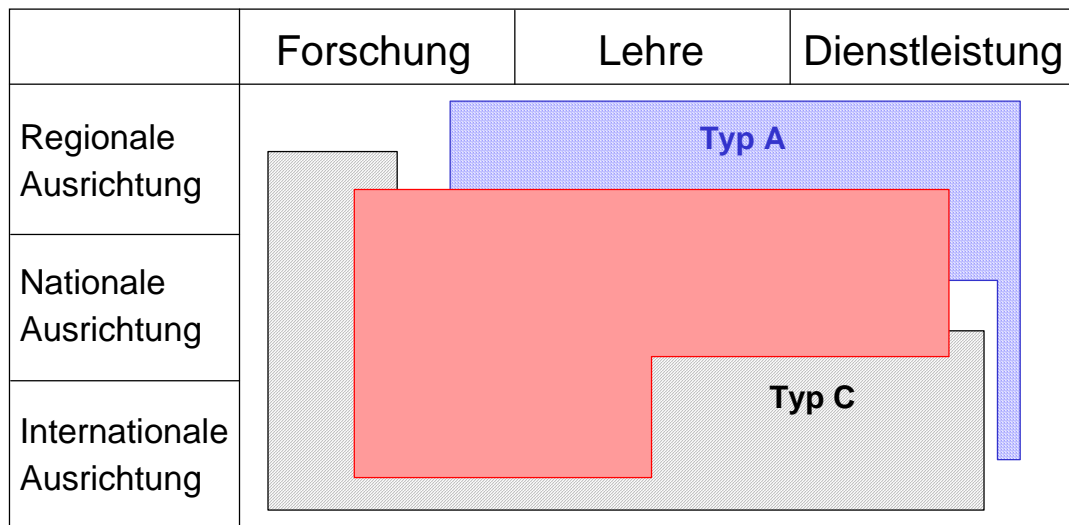 Forschung Lehre Dienstleistung
Regionale
Ausrichtung
Typ A
Nationale
Ausrichtung
Typ C
Internationale
Ausrichtung